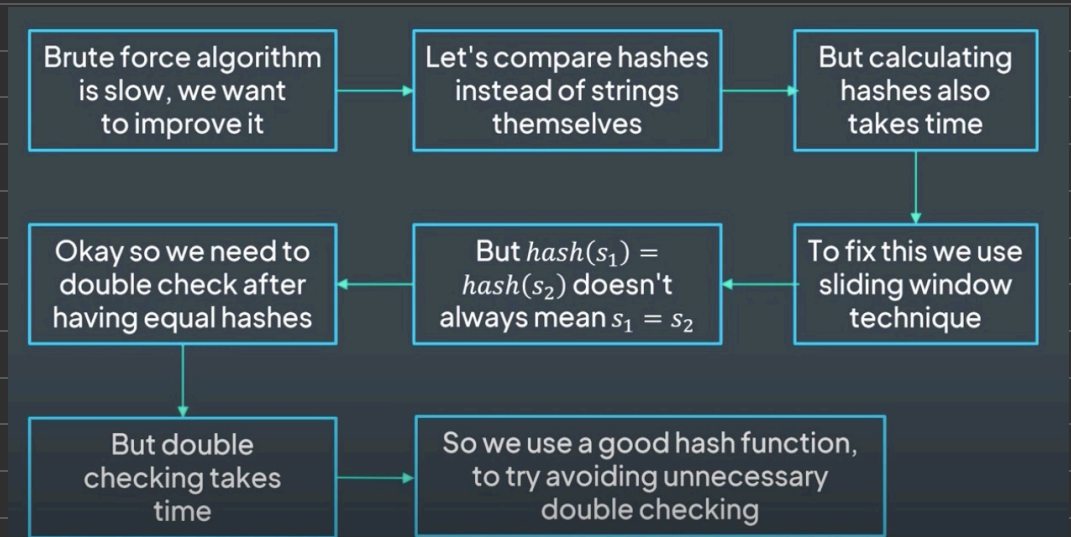 Brute force algorithm
is slow, we want
to improve it
Let's compare hashes
instead of strings
themselves
But calculating
hashes also
takes time
To fix this we use
sliding window
technique
But hash(s₁) =
hash(s₂) doesn't
always mean s₁ = s₂
Okay so we need to
double check after
having equal hashes
But double
checking takes
time
So we use a good hash function,
to try avoiding unnecessary
double checking